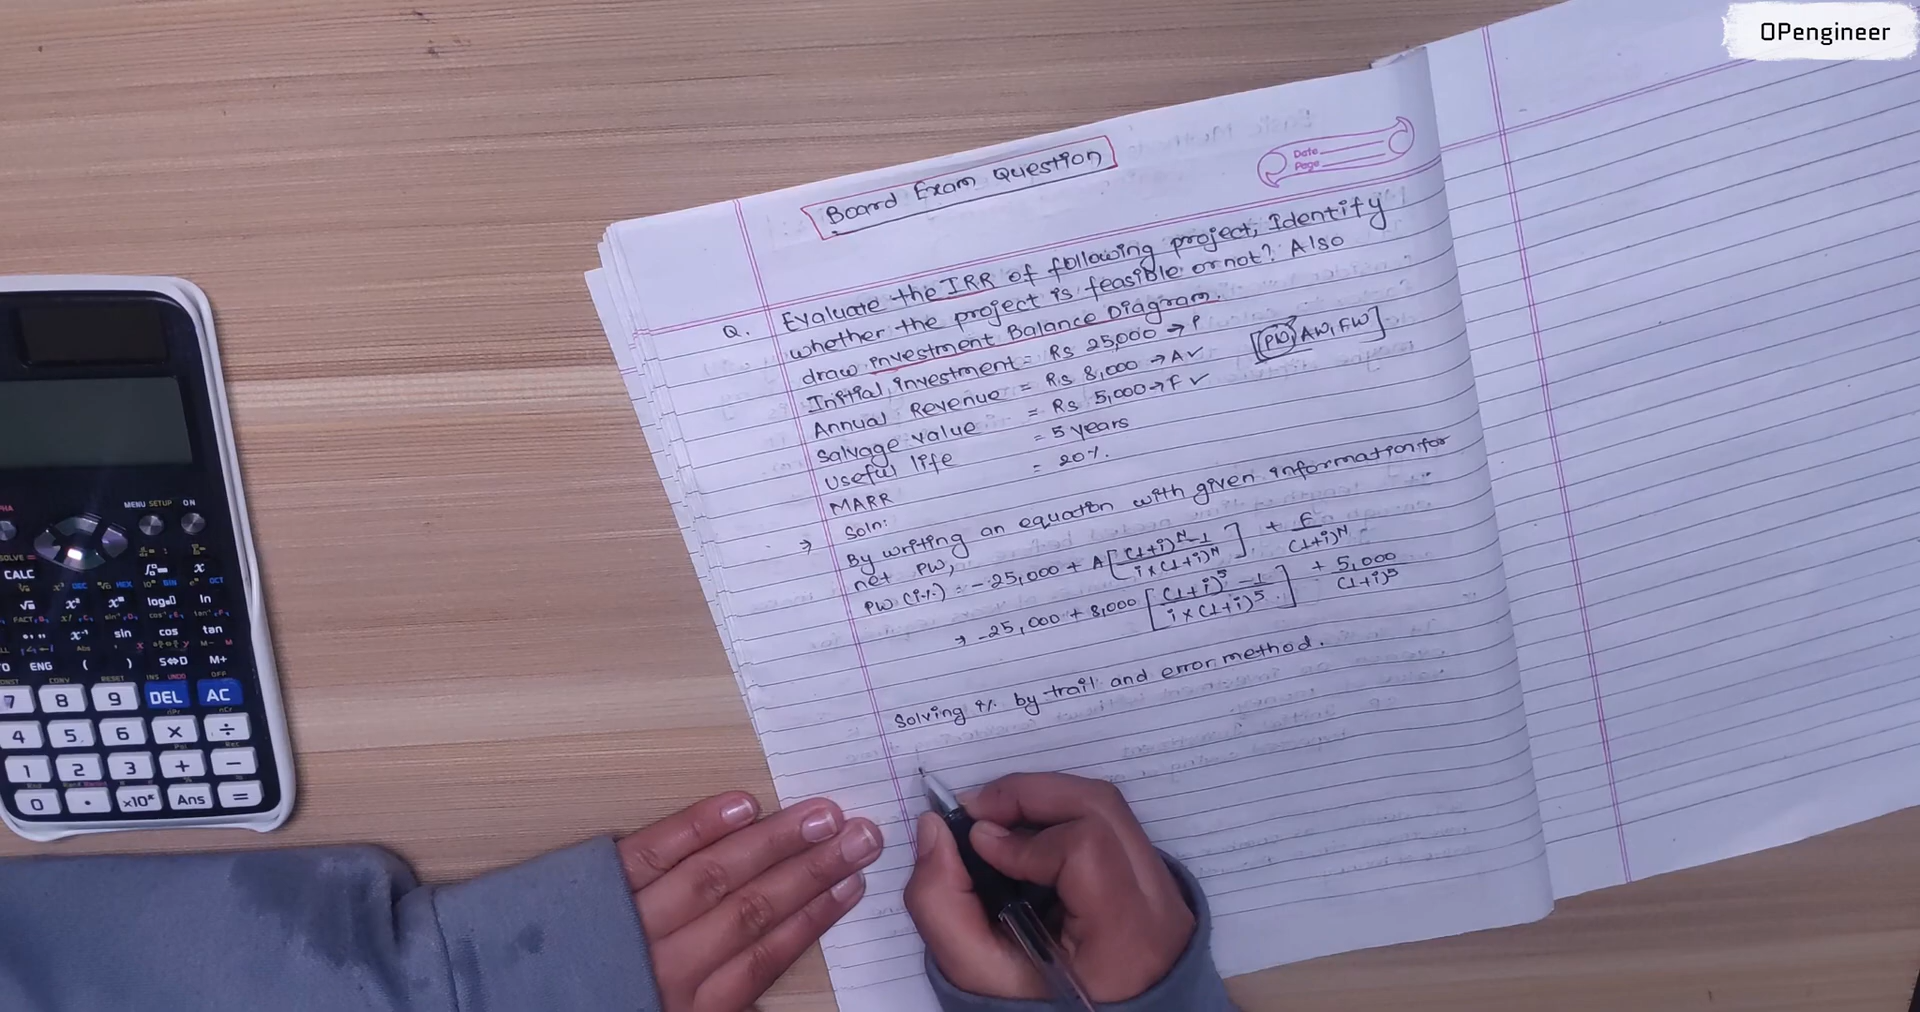 OPengineer
Board Exam Question
Date
Page
Q. Evaluate the IRR of following project, Identify
whether the project is feasible or not? Also
draw investment Balance Diagram.
Initial investment = Rs 25,000 → P [PW, AW, FW]
Annual Revenue = Rs 8,000 → A ✓
Salvage value = Rs 5,000 → F ✓
Useful life = 5 years
MARR = 20%.
→ Soln:
By writing an equation with given information for
net PW,
PW (i%) = -25,000 + A [ (1+i)^N -1 / i×(1+i)^N ] + F / (1+i)^N
→ -25,000 + 8,000 [ (1+i)^5 -1 / i×(1+i)^5 ] + 5,000 / (1+i)^5
Solving i% by trail and error method.
MENU SETUP ON
CALC
sin cos tan
ENG ( ) S⇔D M+
7 8 9 DEL AC
4 5 6 × ÷
1 2 3 + −
0 . ×10ˣ Ans =